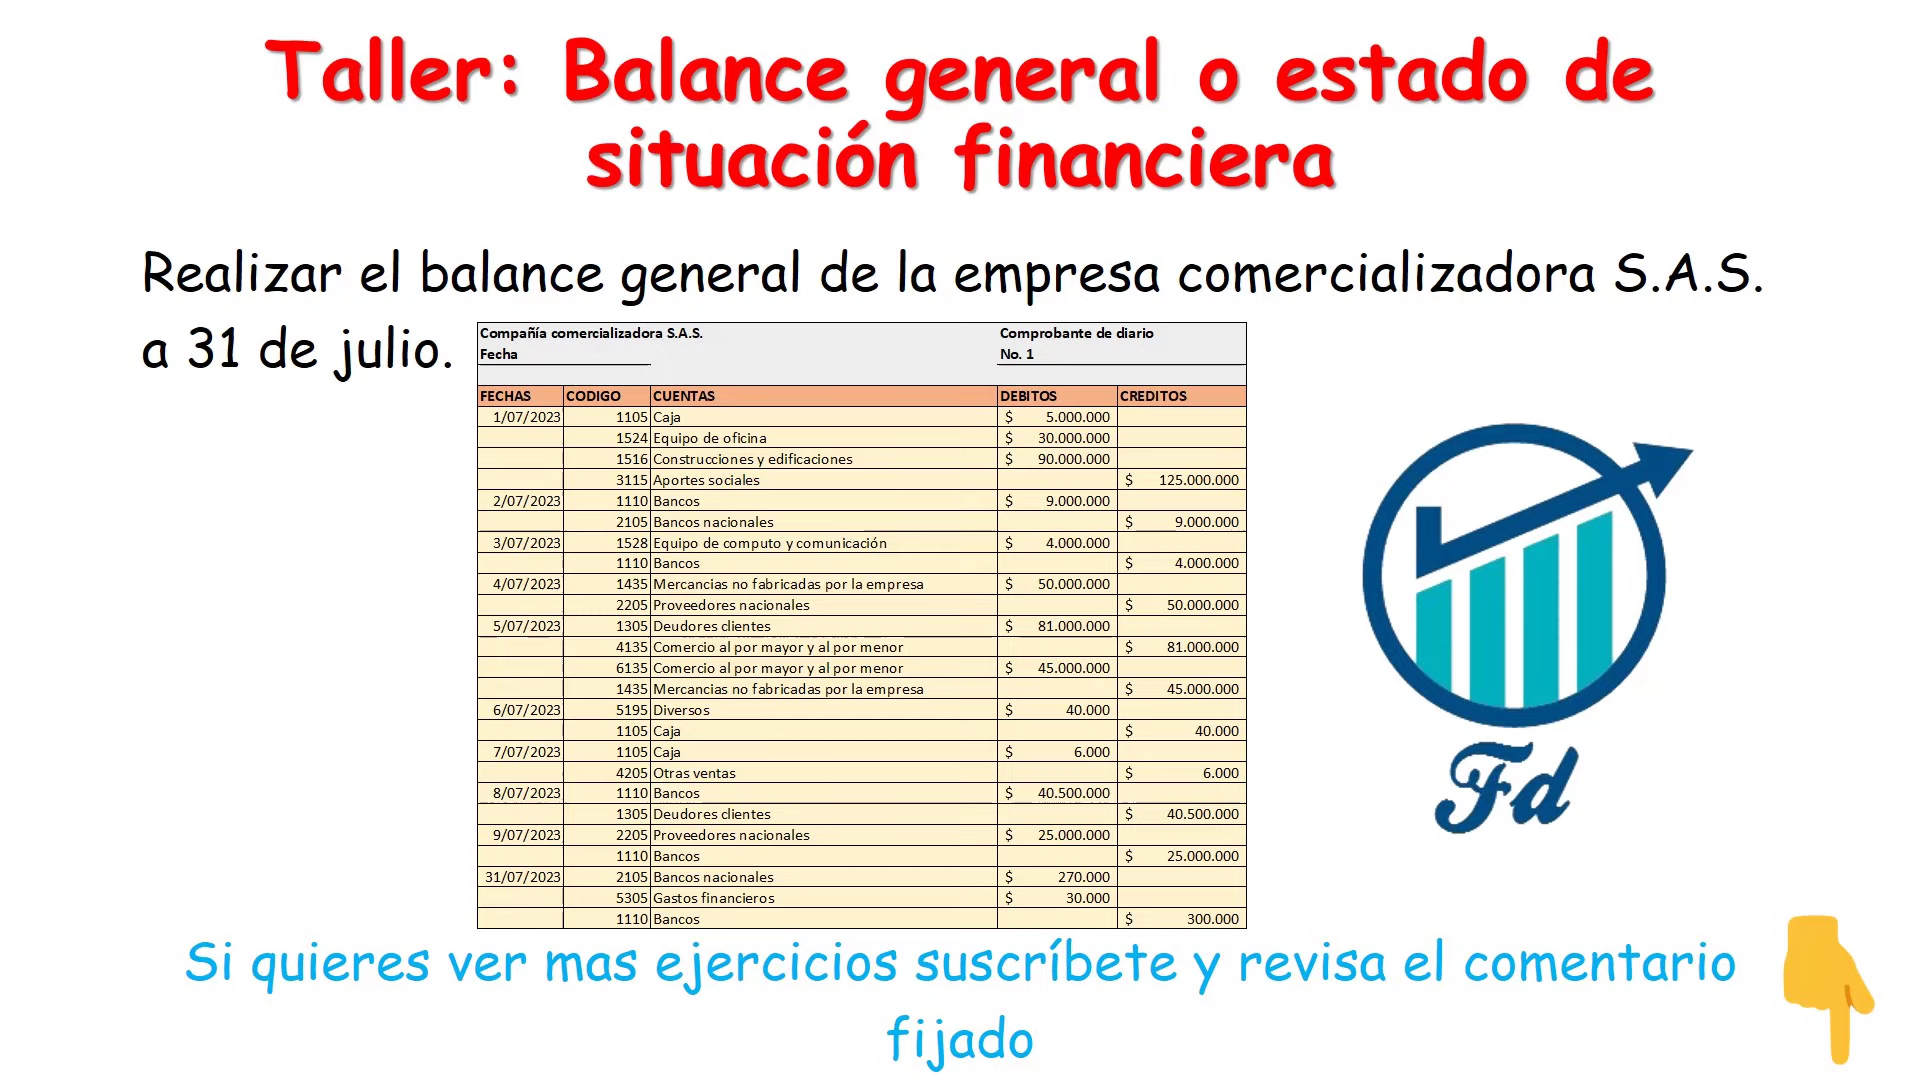 Taller: Balance general o estado de
situación financiera
Realizar el balance general de la empresa comercializadora S.A.S.
a 31 de julio.
Compañía comercializadora S.A.S. Comprobante de diario
Fecha No. 1
FECHAS CODIGO CUENTAS DEBITOS CREDITOS
1/07/2023 1105 Caja $ 5.000.000
1524 Equipo de oficina $ 30.000.000
1516 Construcciones y edificaciones $ 90.000.000
3115 Aportes sociales $ 125.000.000
2/07/2023 1110 Bancos $ 9.000.000
2105 Bancos nacionales $ 9.000.000
3/07/2023 1528 Equipo de computo y comunicación $ 4.000.000
1110 Bancos $ 4.000.000
4/07/2023 1435 Mercancias no fabricadas por la empresa $ 50.000.000
2205 Proveedores nacionales $ 50.000.000
5/07/2023 1305 Deudores clientes $ 81.000.000
4135 Comercio al por mayor y al por menor $ 81.000.000
6135 Comercio al por mayor y al por menor $ 45.000.000
1435 Mercancias no fabricadas por la empresa $ 45.000.000
6/07/2023 5195 Diversos $ 40.000
1105 Caja $ 40.000
7/07/2023 1105 Caja $ 6.000
4205 Otras ventas $ 6.000
8/07/2023 1110 Bancos $ 40.500.000
1305 Deudores clientes $ 40.500.000
9/07/2023 2205 Proveedores nacionales $ 25.000.000
1110 Bancos $ 25.000.000
31/07/2023 2105 Bancos nacionales $ 270.000
5305 Gastos financieros $ 30.000
1110 Bancos $ 300.000
Fd
Si quieres ver mas ejercicios suscríbete y revisa el comentario
fijado